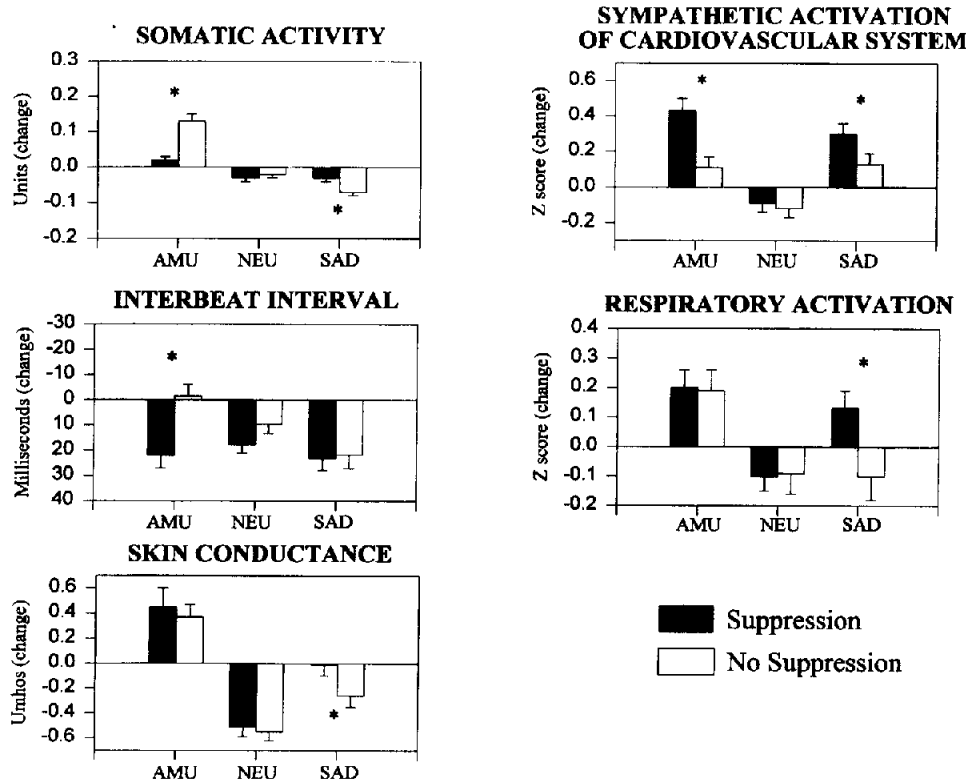 SOMATIC ACTIVITY
Units (change)
0.3
0.2
0.1
0.0
-0.1
-0.2
*
*
AMU NEU SAD
SYMPATHETIC ACTIVATION
OF CARDIOVASCULAR SYSTEM
Z score (change)
0.6
0.4
0.2
0.0
-0.2
*
*
AMU NEU SAD
INTERBEAT INTERVAL
Milliseconds (change)
-30
-20
-10
0
10
20
30
40
*
AMU NEU SAD
RESPIRATORY ACTIVATION
Z score (change)
0.4
0.3
0.2
0.1
0.0
-0.1
-0.2
*
AMU NEU SAD
SKIN CONDUCTANCE
Umhos (change)
0.6
0.4
0.2
0.0
-0.2
-0.4
-0.6
*
AMU NEU SAD
Suppression
No Suppression